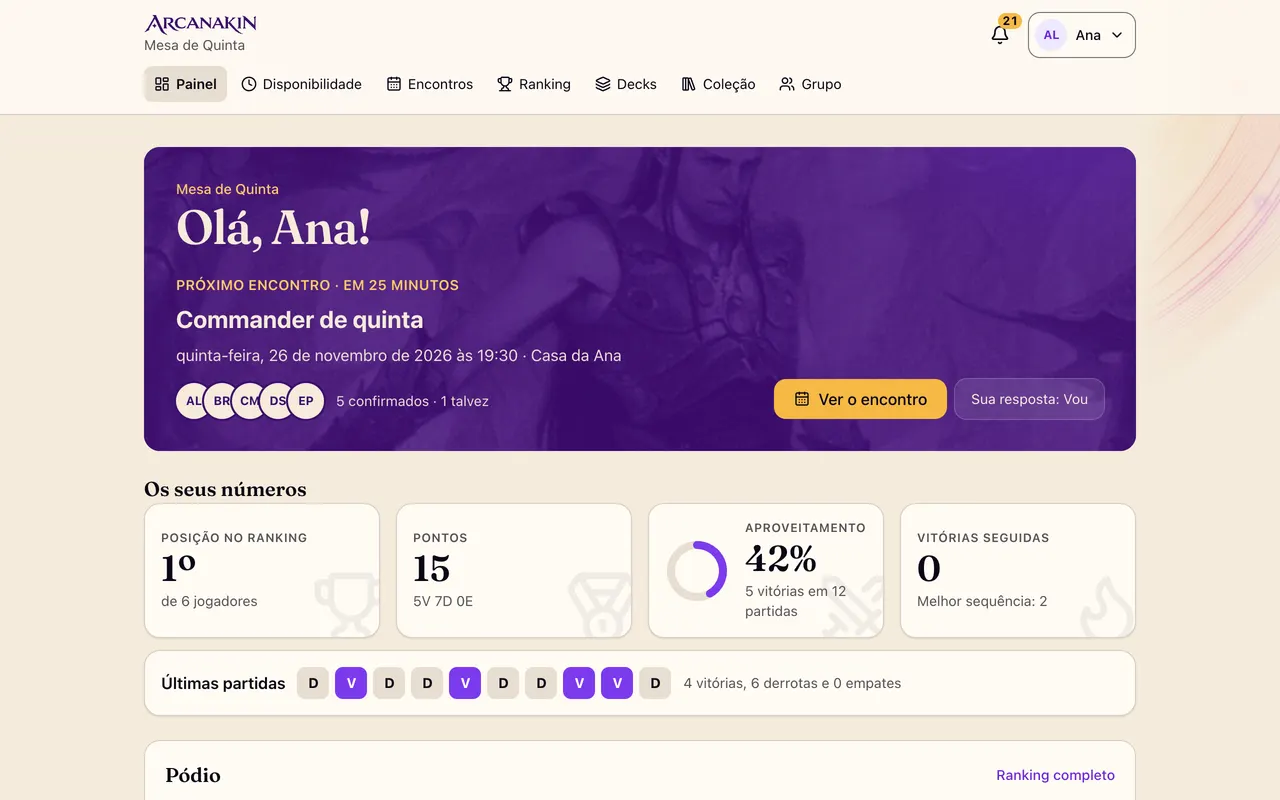 ARCANAKIN
Mesa de Quinta
21
AL Ana
Painel Disponibilidade Encontros Ranking Decks Coleção Grupo
Mesa de Quinta
Olá, Ana!
PRÓXIMO ENCONTRO · EM 25 MINUTOS
Commander de quinta
quinta-feira, 26 de novembro de 2026 às 19:30 · Casa da Ana
AL BR CM DS EP 5 confirmados · 1 talvez
Ver o encontro
Sua resposta: Vou
Os seus números
POSIÇÃO NO RANKING
1º
de 6 jogadores
PONTOS
15
5V 7D 0E
APROVEITAMENTO
42%
5 vitórias em 12
partidas
VITÓRIAS SEGUIDAS
0
Melhor sequência: 2
Últimas partidas D V D D V D D V V D 4 vitórias, 6 derrotas e 0 empates
Pódio
Ranking completo